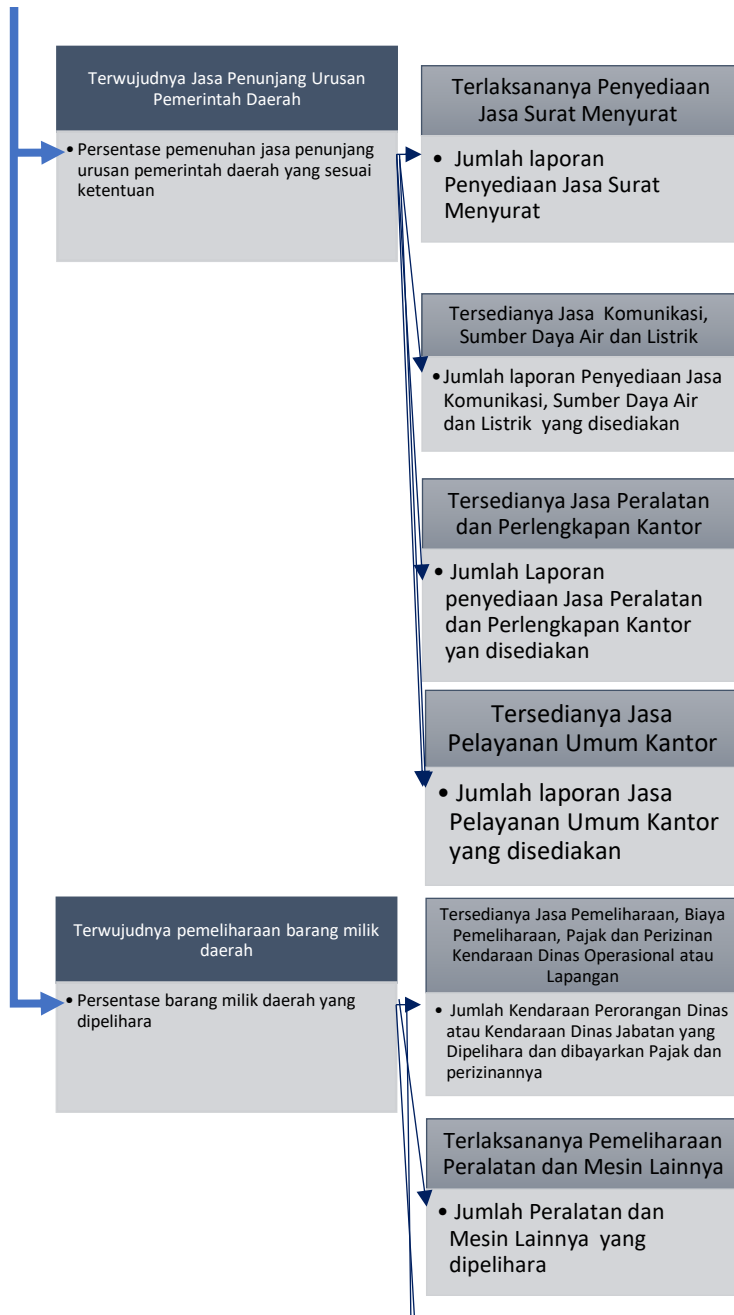 Terwujudnya Jasa Penunjang Urusan
Pemerintah Daerah
• Persentase pemenuhan jasa penunjang
urusan pemerintah daerah yang sesuai
ketentuan
Terlaksananya Penyediaan
Jasa Surat Menyurat
• Jumlah laporan
Penyediaan Jasa Surat
Menyurat
Tersedianya Jasa Komunikasi,
Sumber Daya Air dan Listrik
• Jumlah laporan Penyediaan Jasa
Komunikasi, Sumber Daya Air
dan Listrik yang disediakan
Tersedianya Jasa Peralatan
dan Perlengkapan Kantor
• Jumlah Laporan
penyediaan Jasa Peralatan
dan Perlengkapan Kantor
yan disediakan
Tersedianya Jasa
Pelayanan Umum Kantor
• Jumlah laporan Jasa
Pelayanan Umum Kantor
yang disediakan
Terwujudnya pemeliharaan barang milik
daerah
• Persentase barang milik daerah yang
dipelihara
Tersedianya Jasa Pemeliharaan, Biaya
Pemeliharaan, Pajak dan Perizinan
Kendaraan Dinas Operasional atau
Lapangan
• Jumlah Kendaraan Perorangan Dinas
atau Kendaraan Dinas Jabatan yang
Dipelihara dan dibayarkan Pajak dan
perizinannya
Terlaksananya Pemeliharaan
Peralatan dan Mesin Lainnya
• Jumlah Peralatan dan
Mesin Lainnya yang
dipelihara